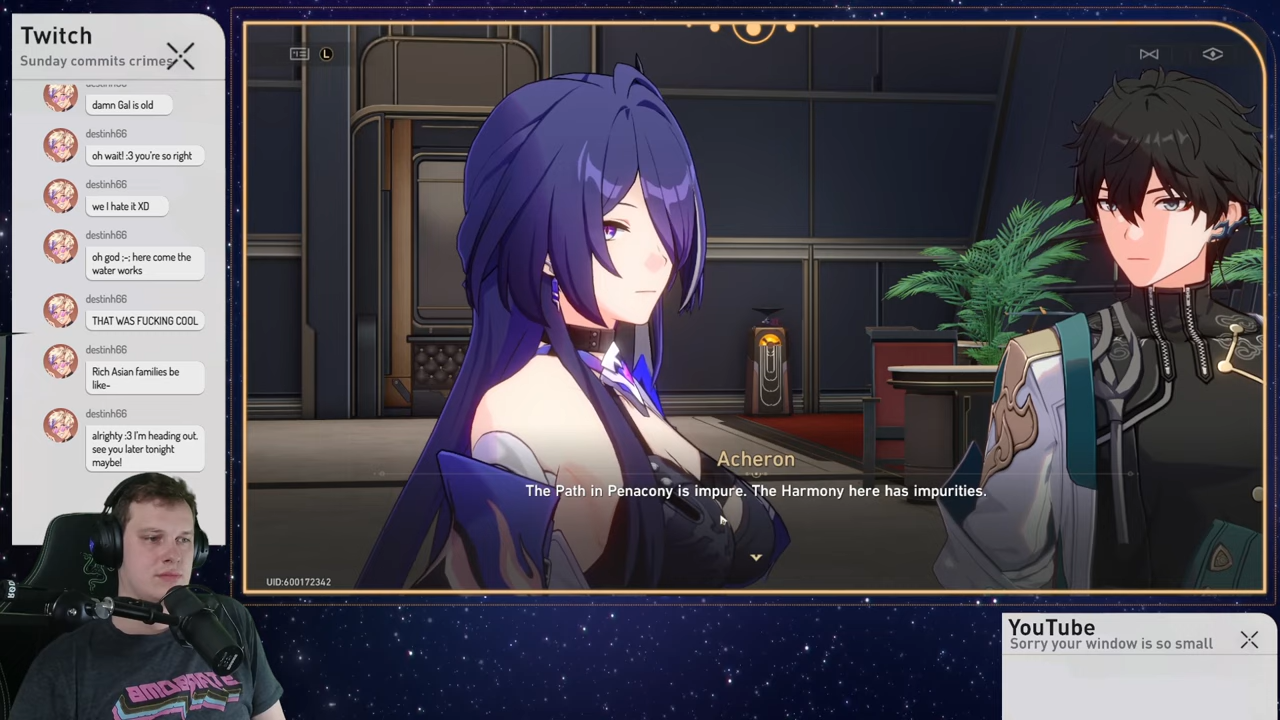 Twitch
Sunday commits crimes
damn Gal is old
destinh66
oh wait! :3 you're so right
destinh66
we I hate it XD
destinh66
oh god ;-; here come the
water works
destinh66
THAT WAS FUCKING COOL
destinh66
Rich Asian families be
like-
destinh66
alrighty :3 I'm heading out.
see you later tonight
maybe!
L
Acheron
The Path in Penacony is impure. The Harmony here has impurities.
UID:600172342
YouTube
Sorry your window is so small